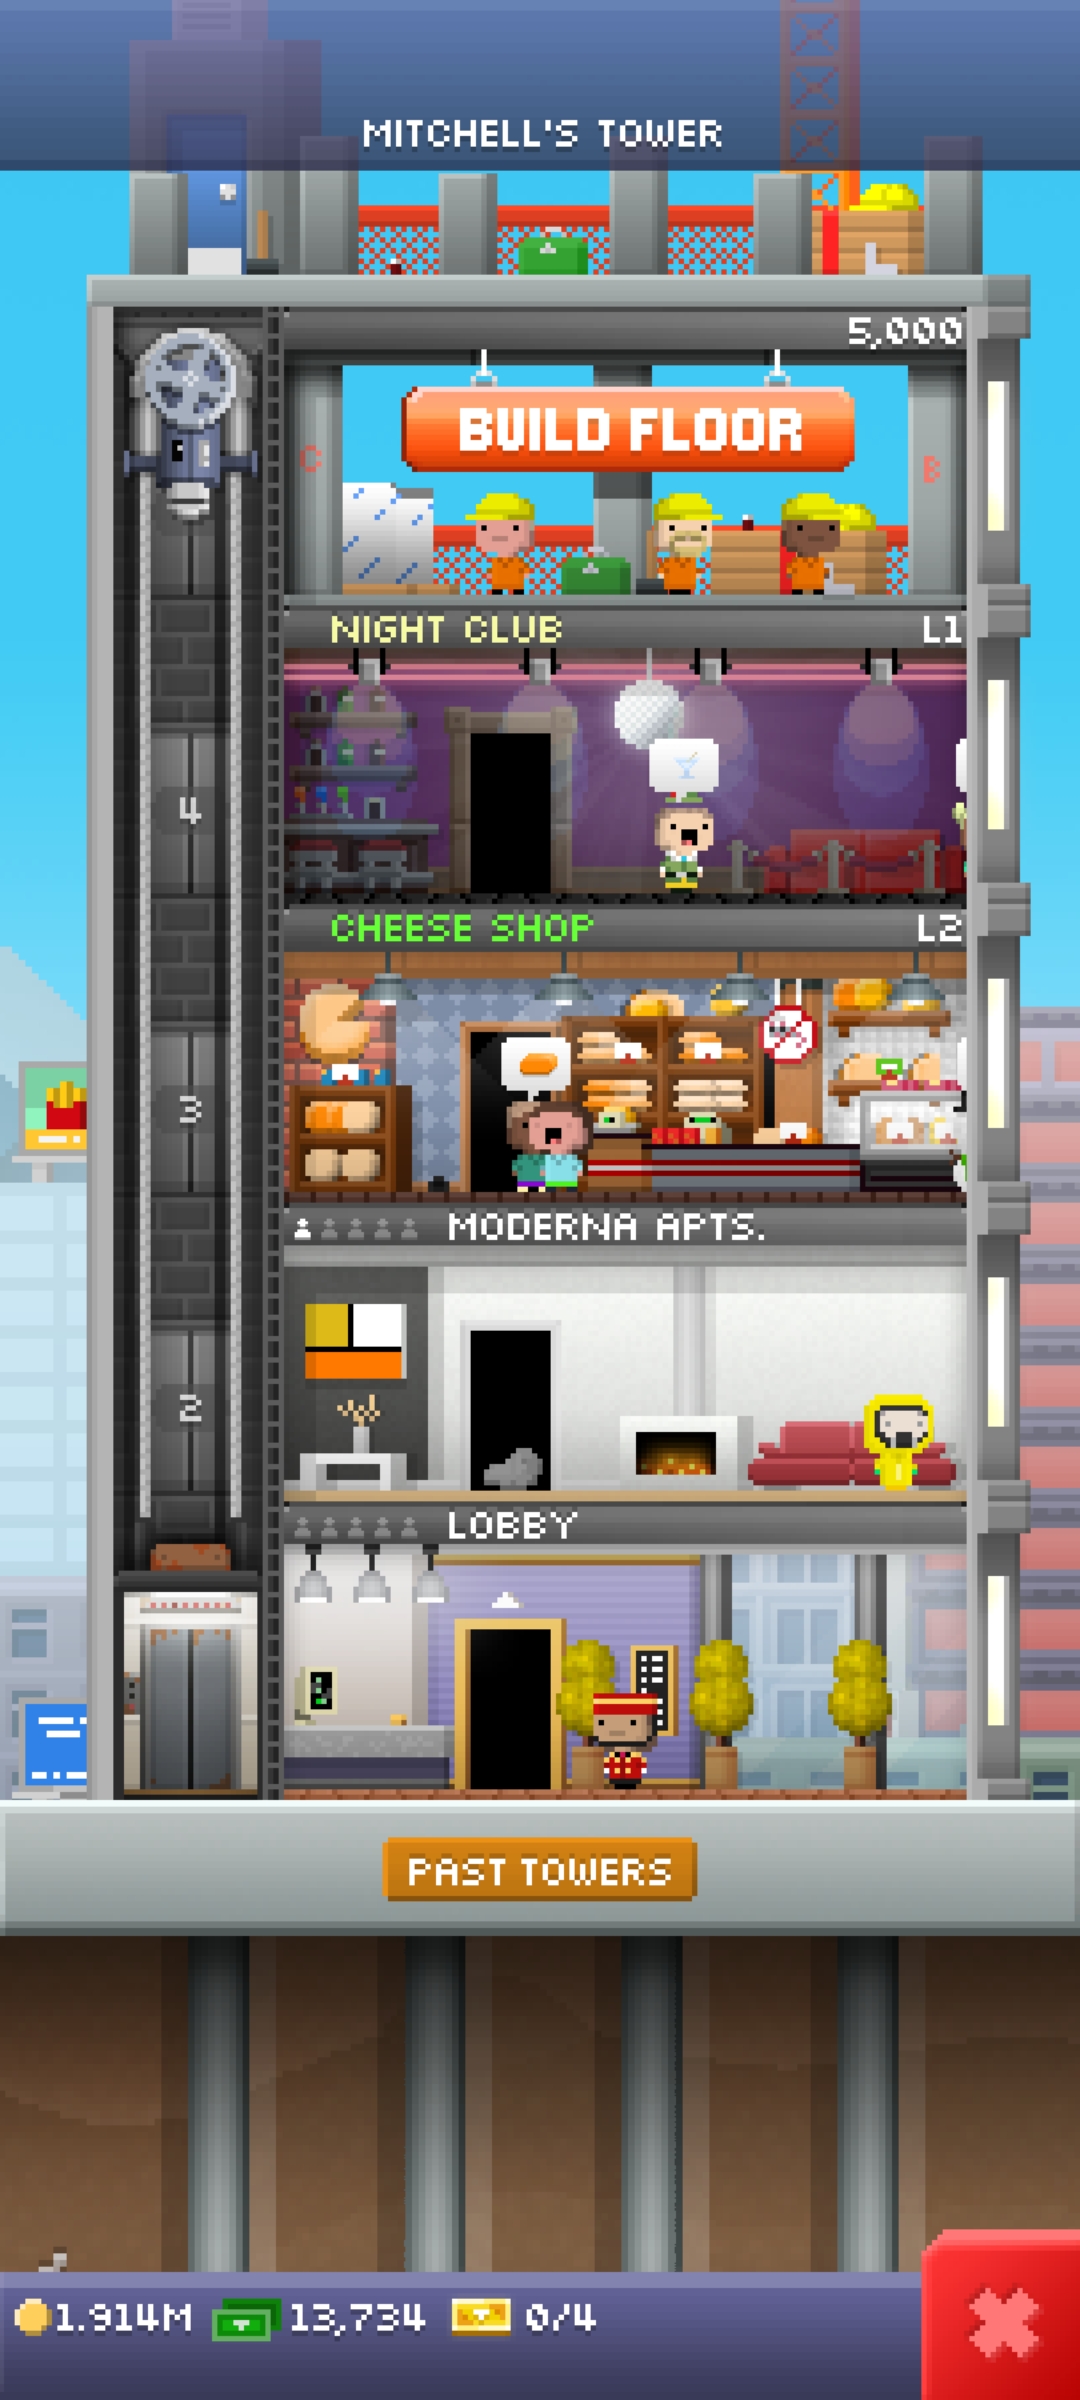 MITCHELL'S TOWER
5,000
BUILD FLOOR
C
B
NIGHT CLUB L1
4
CHEESE SHOP L2
3
MODERNA APTS.
2
LOBBY
PAST TOWERS
1.914M 13,734 0/4